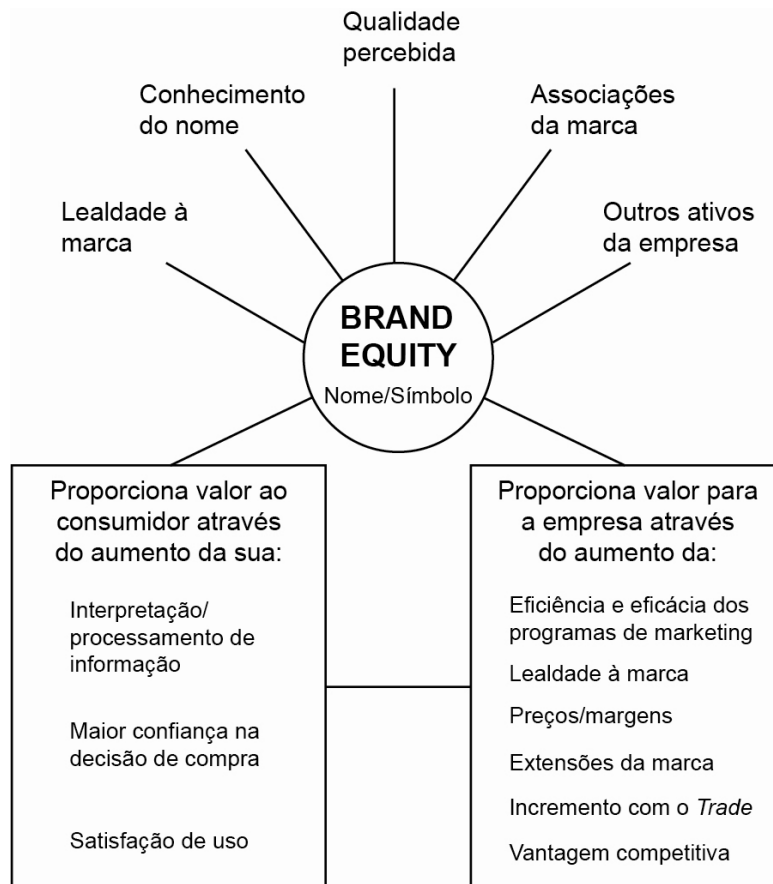 Qualidade
percebida
Conhecimento
do nome
Associações
da marca
Lealdade à
marca
Outros ativos
da empresa
BRAND
EQUITY
Nome/Símbolo
Proporciona valor ao
consumidor através
do aumento da sua:
Interpretação/
processamento de
informação
Maior confiança na
decisão de compra
Satisfação de uso
Proporciona valor para
a empresa através
do aumento da:
Eficiência e eficácia dos
programas de marketing
Lealdade à marca
Preços/margens
Extensões da marca
Incremento com o Trade
Vantagem competitiva